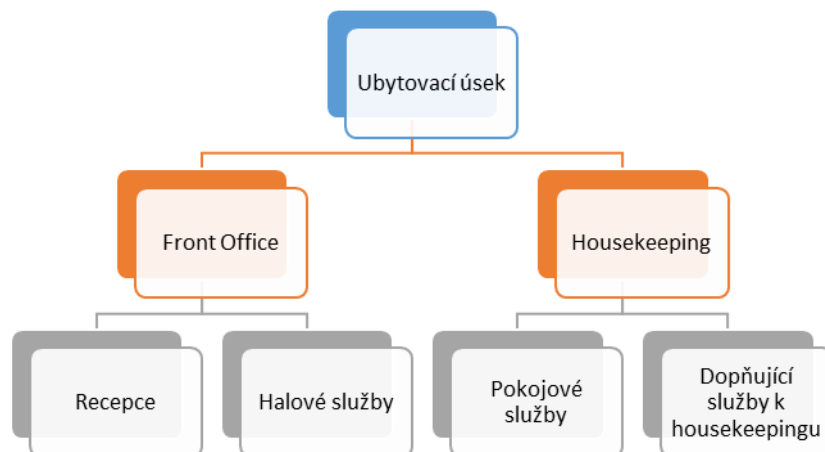 Ubytovací úsek
Front Office
Housekeeping
Recepce
Halové služby
Pokojové
služby
Dopňující
služby k
housekeepingu